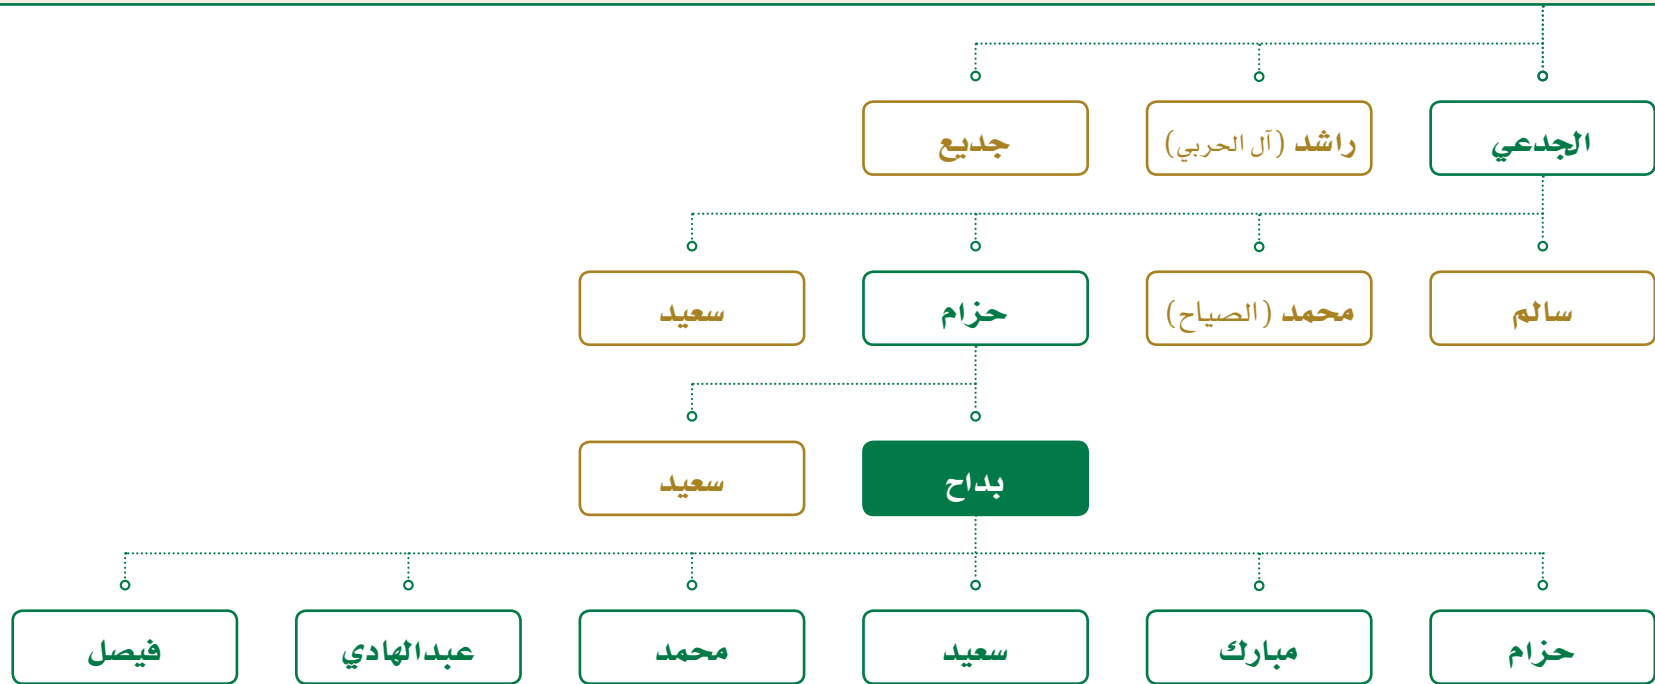 الجدعي
راشد (آل الحربي)
جديع
سالم
محمد (الصياح)
حزام
سعيد
بداح
سعيد
حزام
مبارك
سعيد
محمد
عبدالهادي
فيصل